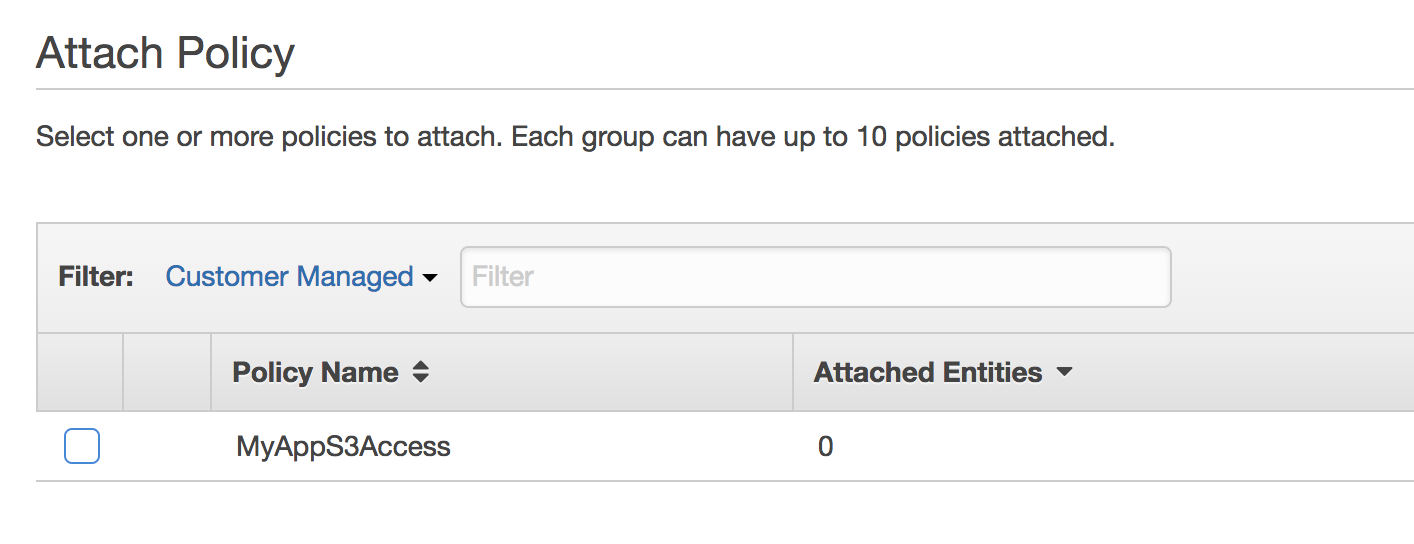 Attach Policy
Select one or more policies to attach. Each group can have up to 10 policies attached.
Filter: Customer Managed Filter
Policy Name Attached Entities
MyAppS3Access 0